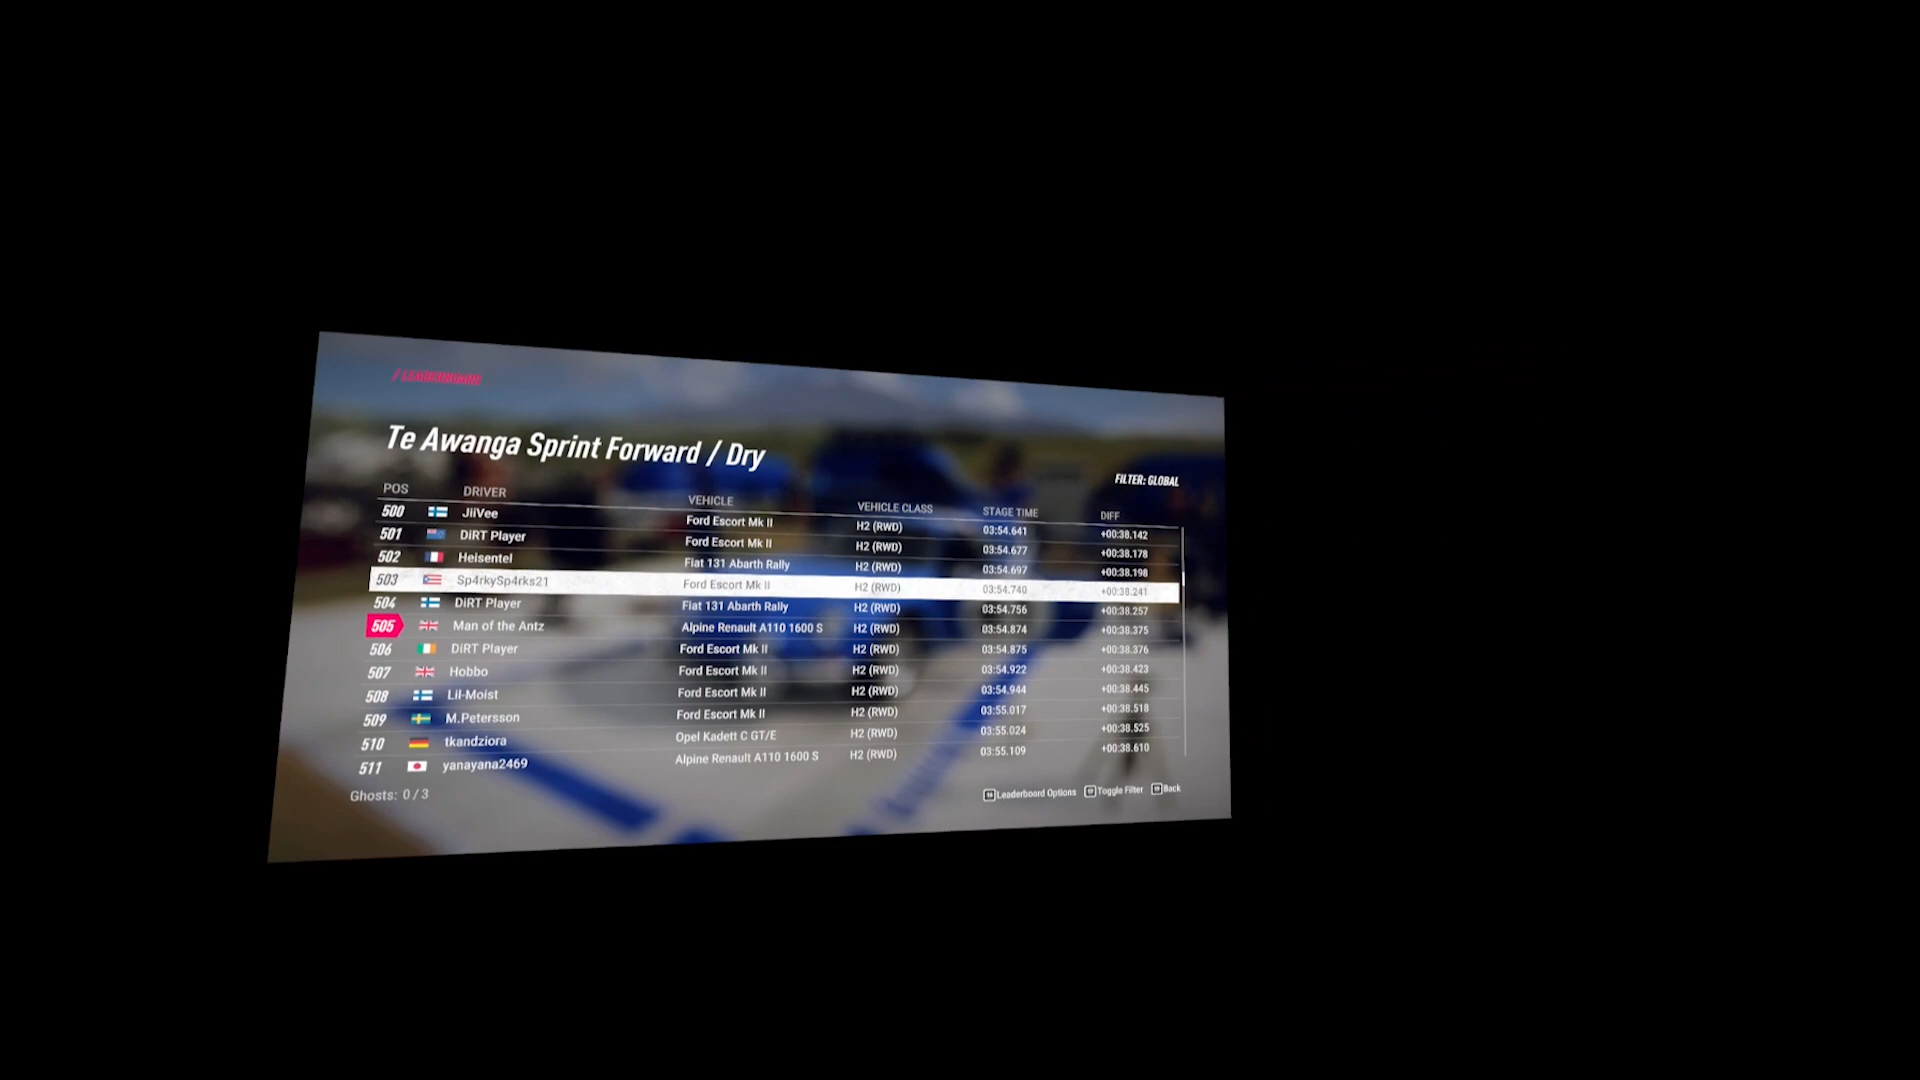 / LEADERBOARD
Te Awanga Sprint Forward / Dry
FILTER: GLOBAL
POS DRIVER VEHICLE VEHICLE CLASS STAGE TIME DIFF
500 JiiVee Ford Escort Mk II H2 (RWD) 03:54.641 +00:38.142
501 DiRT Player Ford Escort Mk II H2 (RWD) 03:54.677 +00:38.178
502 Heisentel Fiat 131 Abarth Rally H2 (RWD) 03:54.697 +00:38.198
503 Sp4rkySp4rks21 Ford Escort Mk II H2 (RWD) 03:54.740 +00:38.241
504 DiRT Player Fiat 131 Abarth Rally H2 (RWD) 03:54.756 +00:38.257
505 Man of the Antz Alpine Renault A110 1600 S H2 (RWD) 03:54.874 +00:38.375
506 DiRT Player Ford Escort Mk II H2 (RWD) 03:54.875 +00:38.376
507 Hobbo Ford Escort Mk II H2 (RWD) 03:54.922 +00:38.423
508 Lil-Moist Ford Escort Mk II H2 (RWD) 03:54.944 +00:38.445
509 M.Petersson Ford Escort Mk II H2 (RWD) 03:55.017 +00:38.518
510 tkandziora Opel Kadett C GT/E H2 (RWD) 03:55.024 +00:38.525
511 yanayana2469 Alpine Renault A110 1600 S H2 (RWD) 03:55.109 +00:38.610
Ghosts: 0 / 3
Leaderboard Options Toggle Filter Back